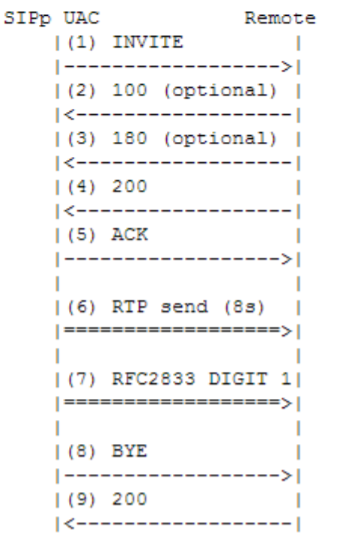 SIPp UAC                Remote
    |(1) INVITE         |
    |------------------>|
    |(2) 100 (optional) |
    |<------------------|
    |(3) 180 (optional) |
    |<------------------|
    |(4) 200            |
    |<------------------|
    |(5) ACK            |
    |------------------>|
    |                   |
    |(6) RTP send (8s)  |
    |==================>|
    |                   |
    |(7) RFC2833 DIGIT 1|
    |==================>|
    |                   |
    |(8) BYE            |
    |------------------>|
    |(9) 200            |
    |<------------------|